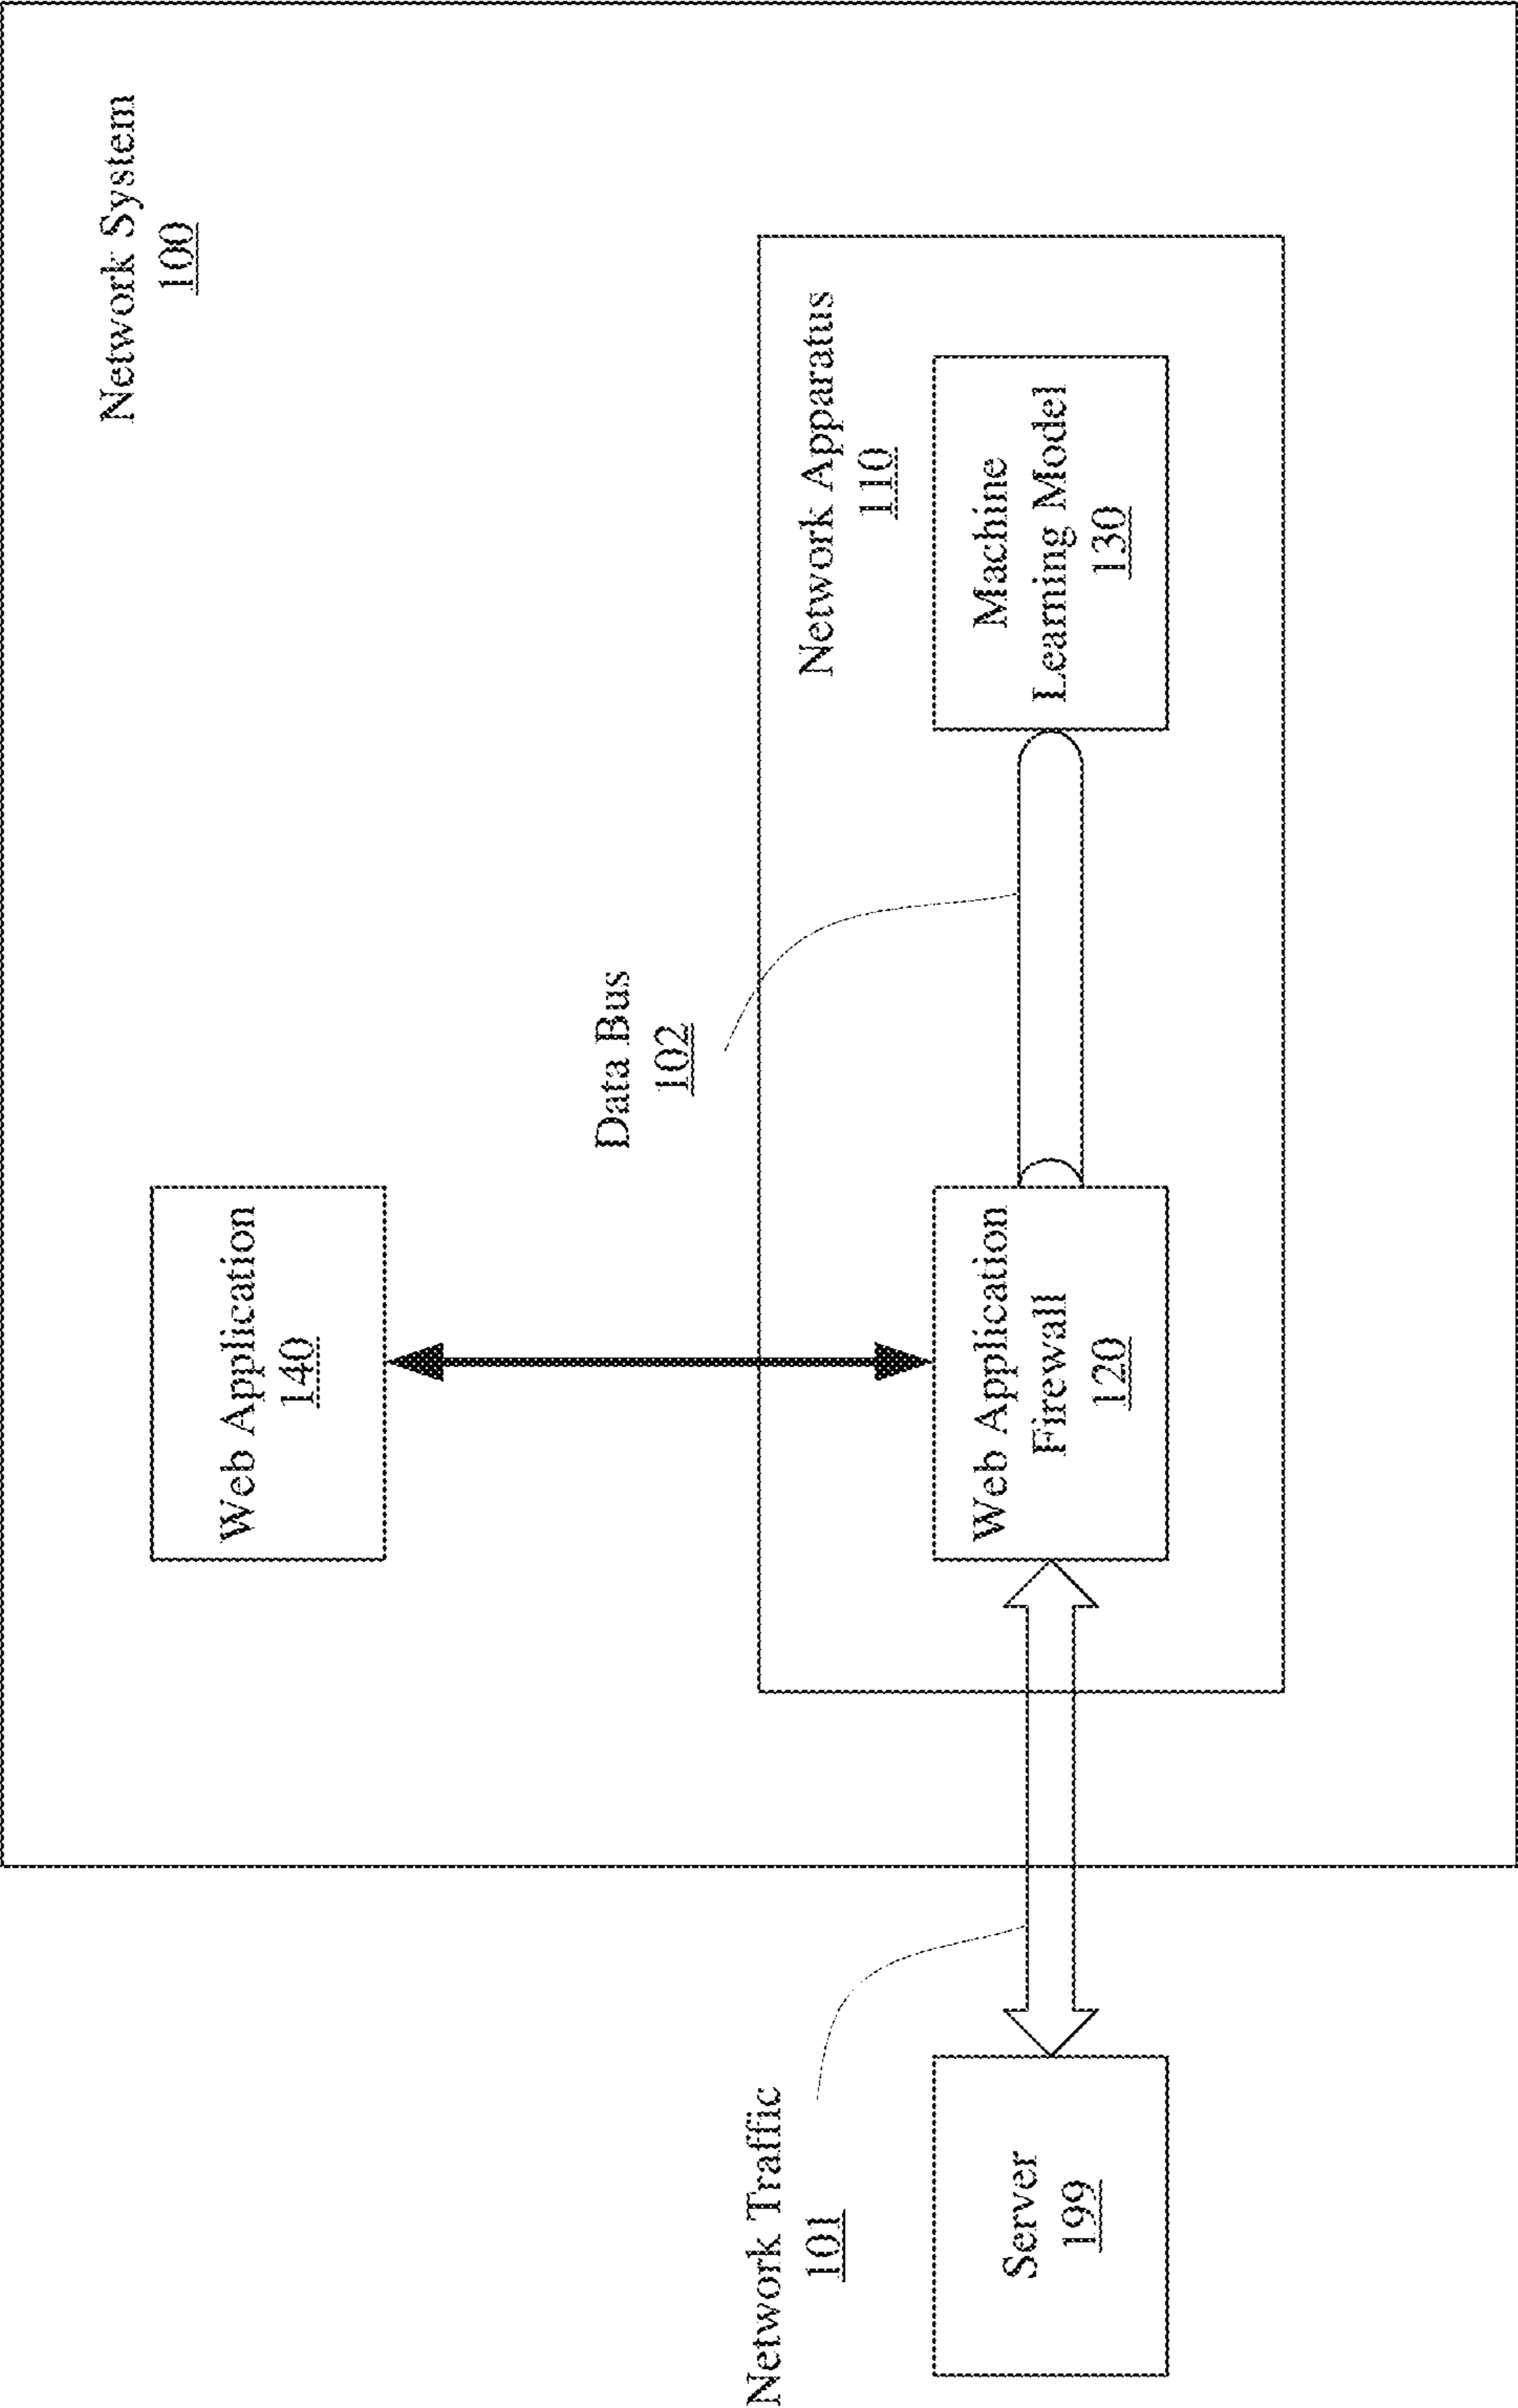 Network System
100
Web Application
140
Data Bus
102
Network Apparatus
110
Network Traffic
101
Server
199
Web Application
Firewall
120
Machine
Learning Model
130